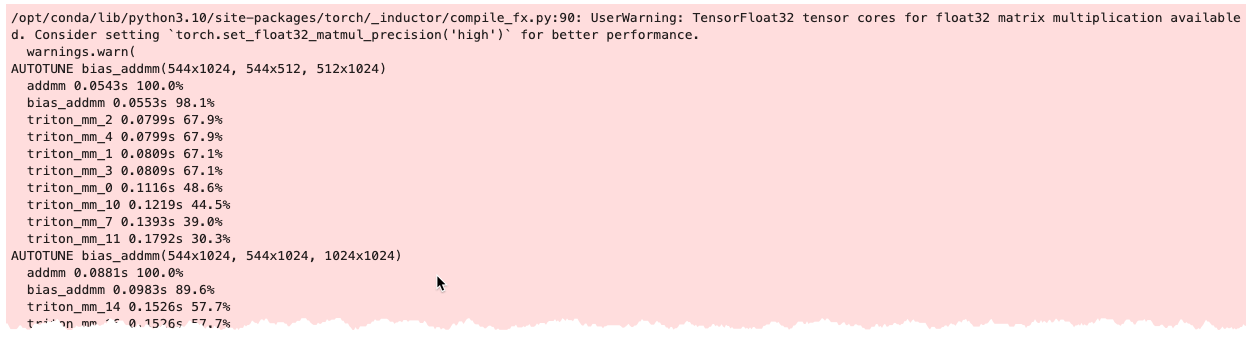 /opt/conda/lib/python3.10/site-packages/torch/_inductor/compile_fx.py:90: UserWarning: TensorFloat32 tensor cores for float32 matrix multiplication available
d. Consider setting `torch.set_float32_matmul_precision('high')` for better performance.
  warnings.warn(
AUTOTUNE bias_addmm(544x1024, 544x512, 512x1024)
  addmm 0.0543s 100.0%
  bias_addmm 0.0553s 98.1%
  triton_mm_2 0.0799s 67.9%
  triton_mm_4 0.0799s 67.9%
  triton_mm_1 0.0809s 67.1%
  triton_mm_3 0.0809s 67.1%
  triton_mm_0 0.1116s 48.6%
  triton_mm_10 0.1219s 44.5%
  triton_mm_7 0.1393s 39.0%
  triton_mm_11 0.1792s 30.3%
AUTOTUNE bias_addmm(544x1024, 544x1024, 1024x1024)
  addmm 0.0881s 100.0%
  bias_addmm 0.0983s 89.6%
  triton_mm_14 0.1526s 57.7%
  0.1526s 57.7%